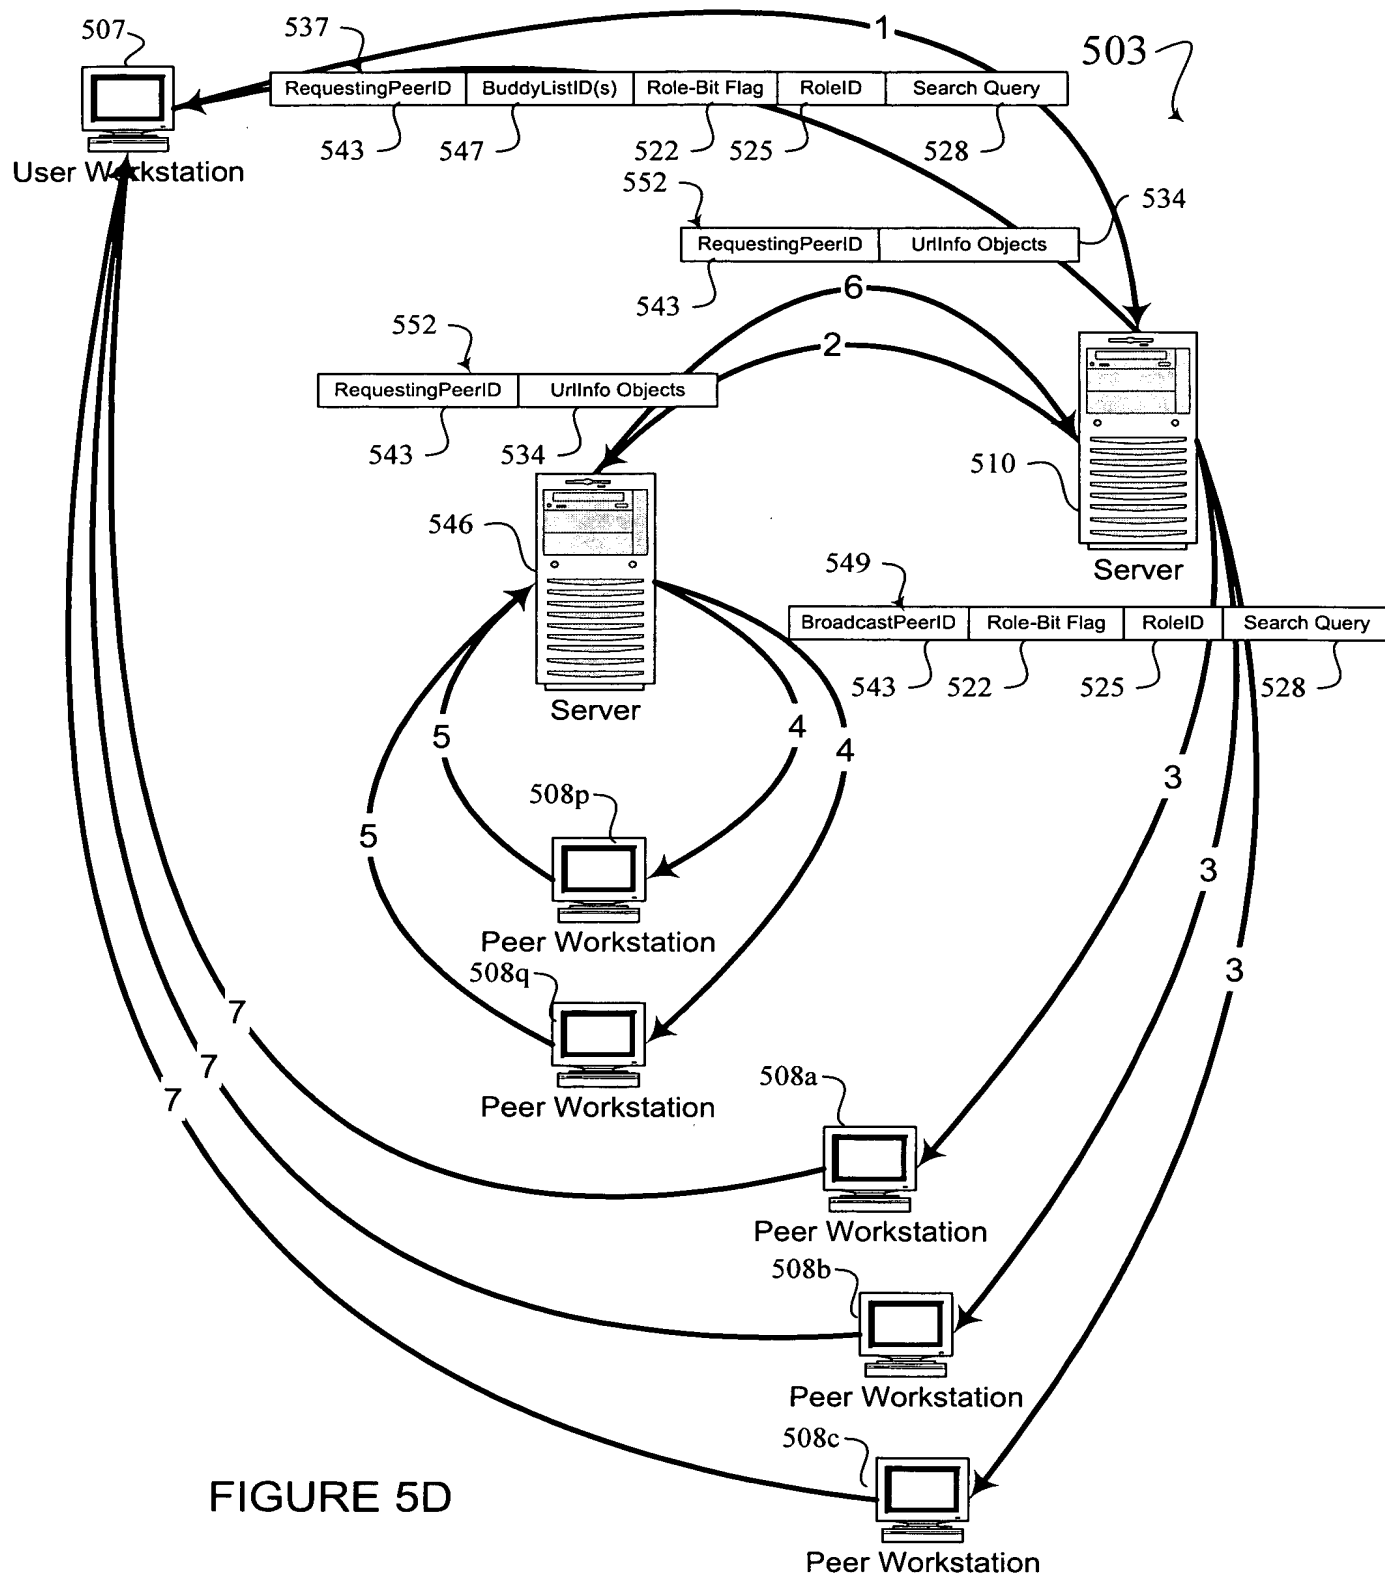 507
537
1
503
RequestingPeerID BuddyListID(s) Role-Bit Flag RoleID Search Query
543 547 522 525 528
User Workstation
552
534
RequestingPeerID UrlInfo Objects
543
6
552
2
RequestingPeerID UrlInfo Objects
543 534
510
546
Server
549
BroadcastPeerID Role-Bit Flag RoleID Search Query
543 522 525 528
Server
5 4
4
3
508p
5
3
Peer Workstation
508q
3
7
7
7
Peer Workstation
508a
Peer Workstation
508b
Peer Workstation
508c
FIGURE 5D
Peer Workstation